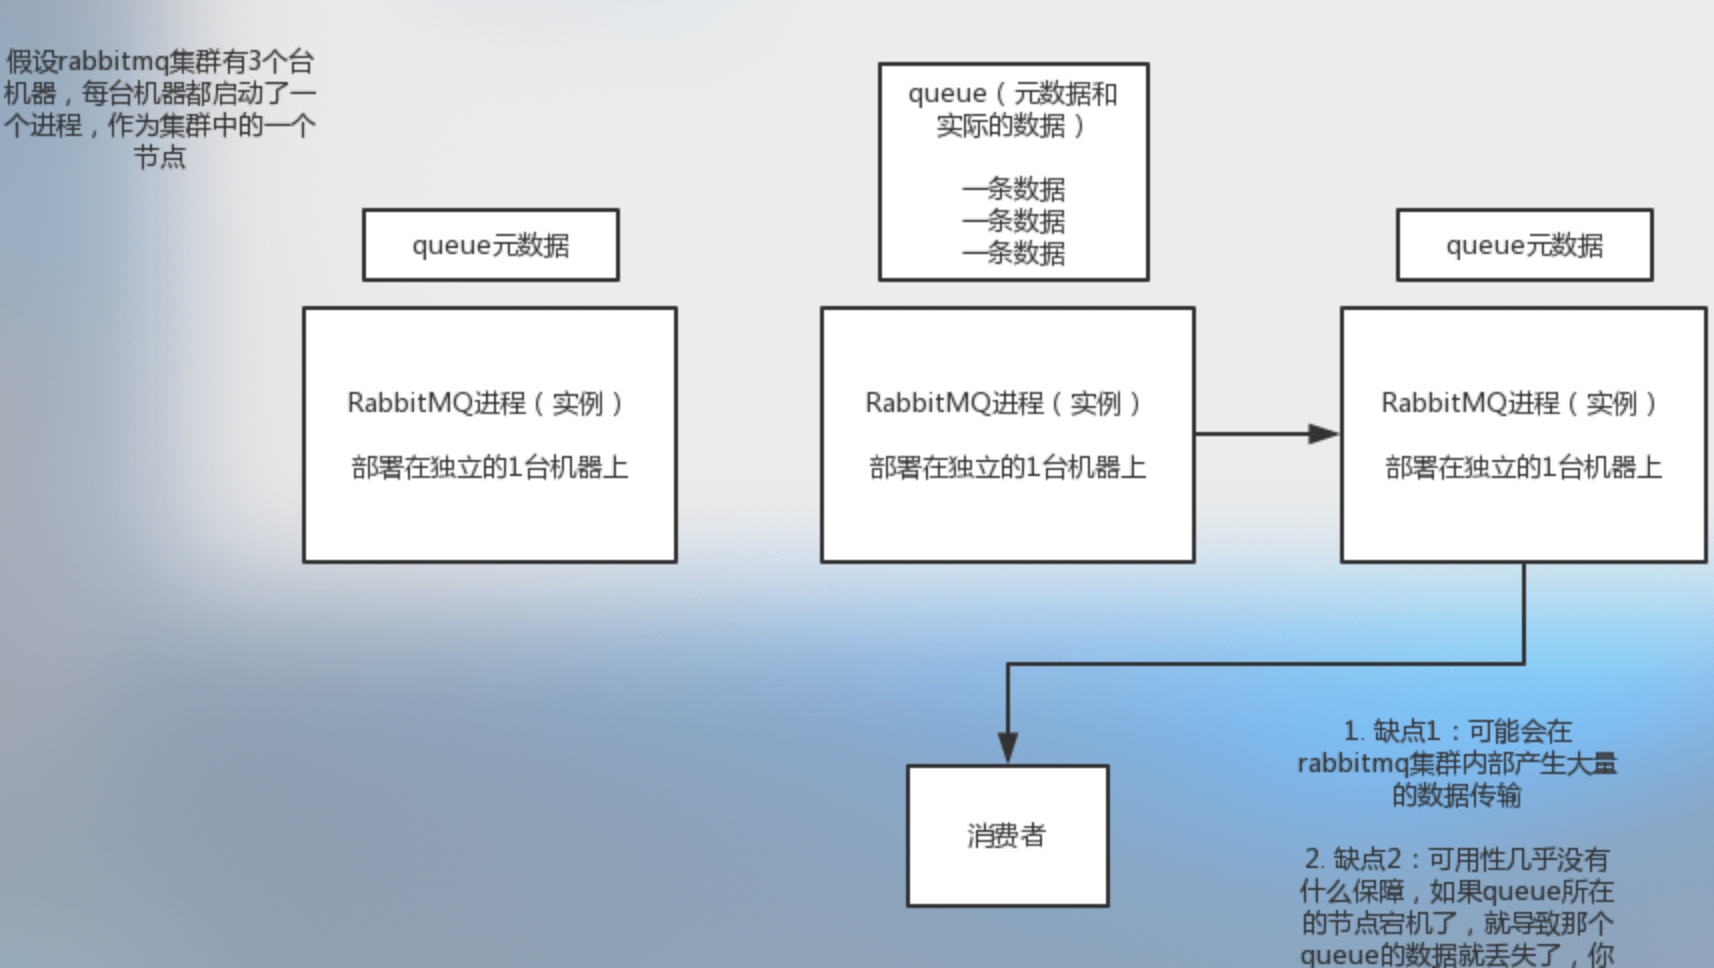 假设rabbitmq集群有3个台
机器，每台机器都启动了一
个进程，作为集群中的一个
节点
queue元数据
queue（元数据和
实际的数据）
一条数据
一条数据
一条数据
queue元数据
RabbitMQ进程（实例）
部署在独立的1台机器上
RabbitMQ进程（实例）
部署在独立的1台机器上
RabbitMQ进程（实例）
部署在独立的1台机器上
消费者
1. 缺点1：可能会在
rabbitmq集群内部产生大量
的数据传输
2. 缺点2：可用性几乎没有
什么保障，如果queue所在
的节点宕机了，就导致那个
queue的数据就丢失了，你